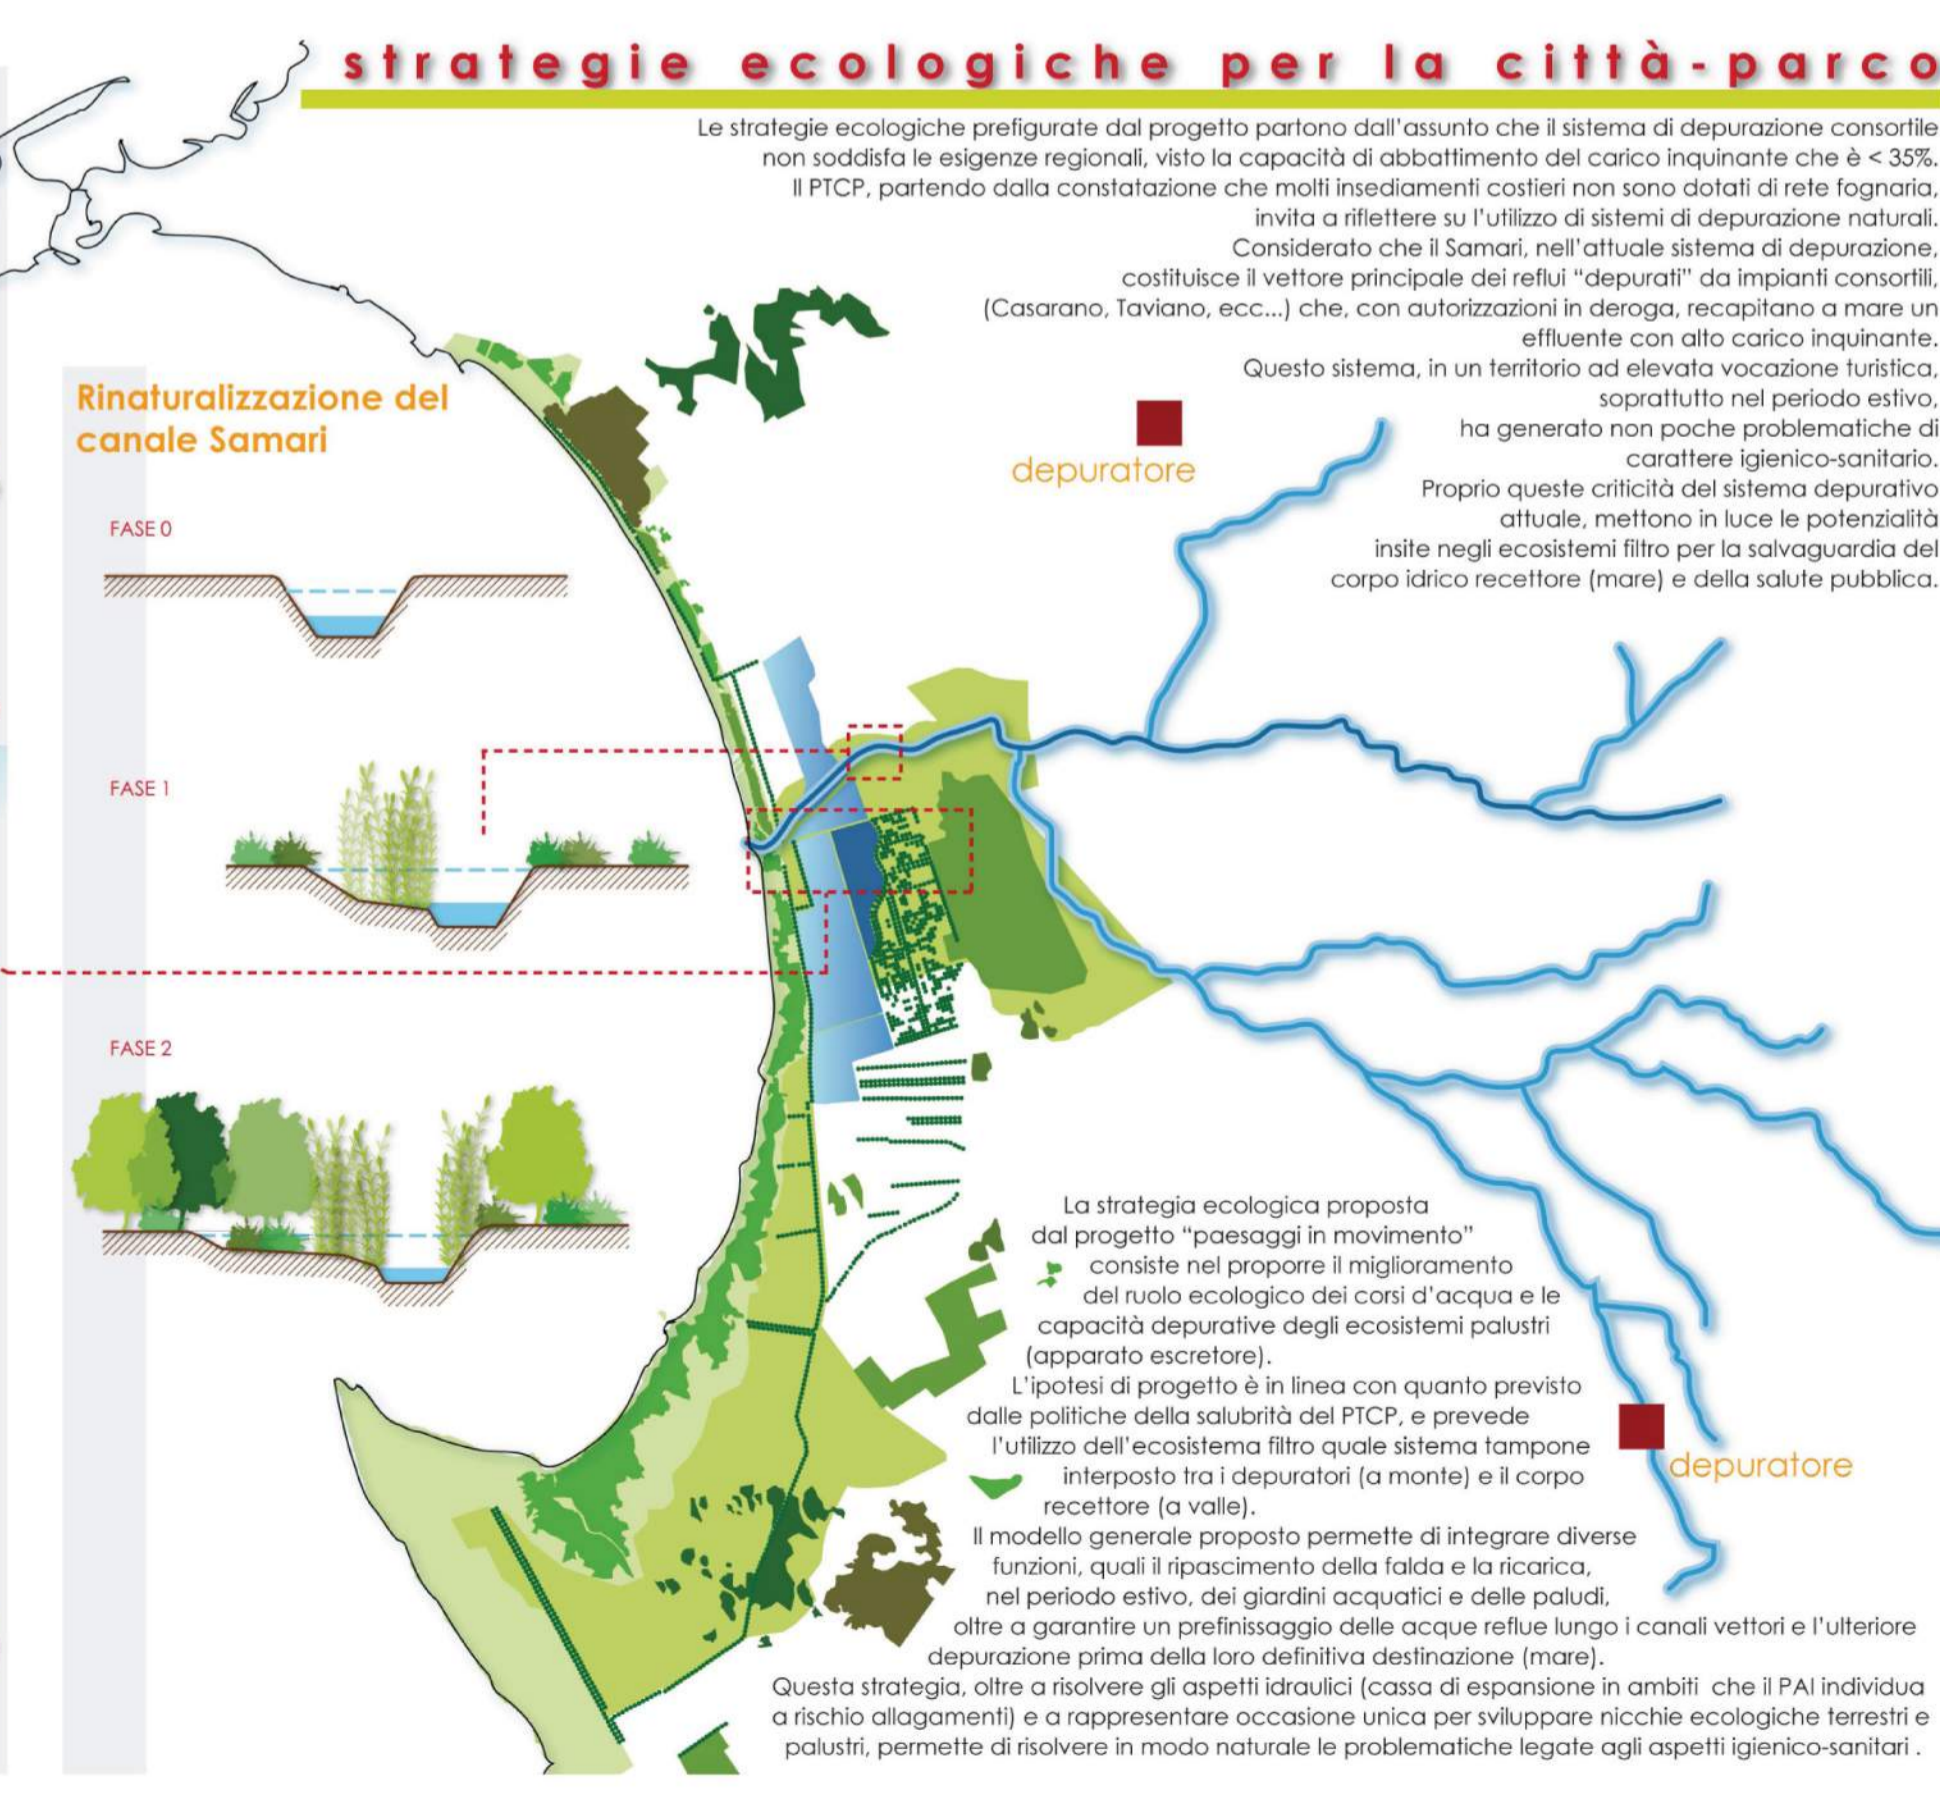 strategie ecologiche per la città-parco
Le strategie ecologiche prefigurate dal progetto partono dall'assunto che il sistema di depurazione consortile
non soddisfa le esigenze regionali, visto la capacità di abbattimento del carico inquinante che è < 35%.
Il PTCP, partendo dalla constatazione che molti insediamenti costieri non sono dotati di rete fognaria,
invita a riflettere su l'utilizzo di sistemi di depurazione naturali.
Considerato che il Samari, nell'attuale sistema di depurazione,
costituisce il vettore principale dei reflui "depurati" da impianti consortili,
(Casarano, Taviano, ecc...) che, con autorizzazioni in deroga, recapitano a mare un
effluente con alto carico inquinante.
Questo sistema, in un territorio ad elevata vocazione turistica,
soprattutto nel periodo estivo,
ha generato non poche problematiche di
carattere igienico-sanitario.
Proprio queste criticità del sistema depurativo
attuale, mettono in luce le potenzialità
insite negli ecosistemi filtro per la salvaguardia del
corpo idrico recettore (mare) e della salute pubblica.
Rinaturalizzazione del
canale Samari
FASE 0
FASE 1
FASE 2
depuratore
La strategia ecologica proposta
dal progetto "paesaggi in movimento"
consiste nel proporre il miglioramento
del ruolo ecologico dei corsi d'acqua e le
capacità depurative degli ecosistemi palustri
(apparato escretore).
L'ipotesi di progetto è in linea con quanto previsto
dalle politiche della salubrità del PTCP, e prevede
l'utilizzo dell'ecosistema filtro quale sistema tampone
interposto tra i depuratori (a monte) e il corpo
recettore (a valle).
Il modello generale proposto permette di integrare diverse
funzioni, quali il ripascimento della falda e la ricarica,
nel periodo estivo, dei giardini acquatici e delle paludi,
oltre a garantire un prefinissaggio delle acque reflue lungo i canali vettori e l'ulteriore
depurazione prima della loro definitiva destinazione (mare).
Questa strategia, oltre a risolvere gli aspetti idraulici (cassa di espansione in ambiti che il PAI individua
a rischio allagamenti) e a rappresentare occasione unica per sviluppare nicchie ecologiche terrestri e
palustri, permette di risolvere in modo naturale le problematiche legate agli aspetti igienico-sanitari .
depuratore